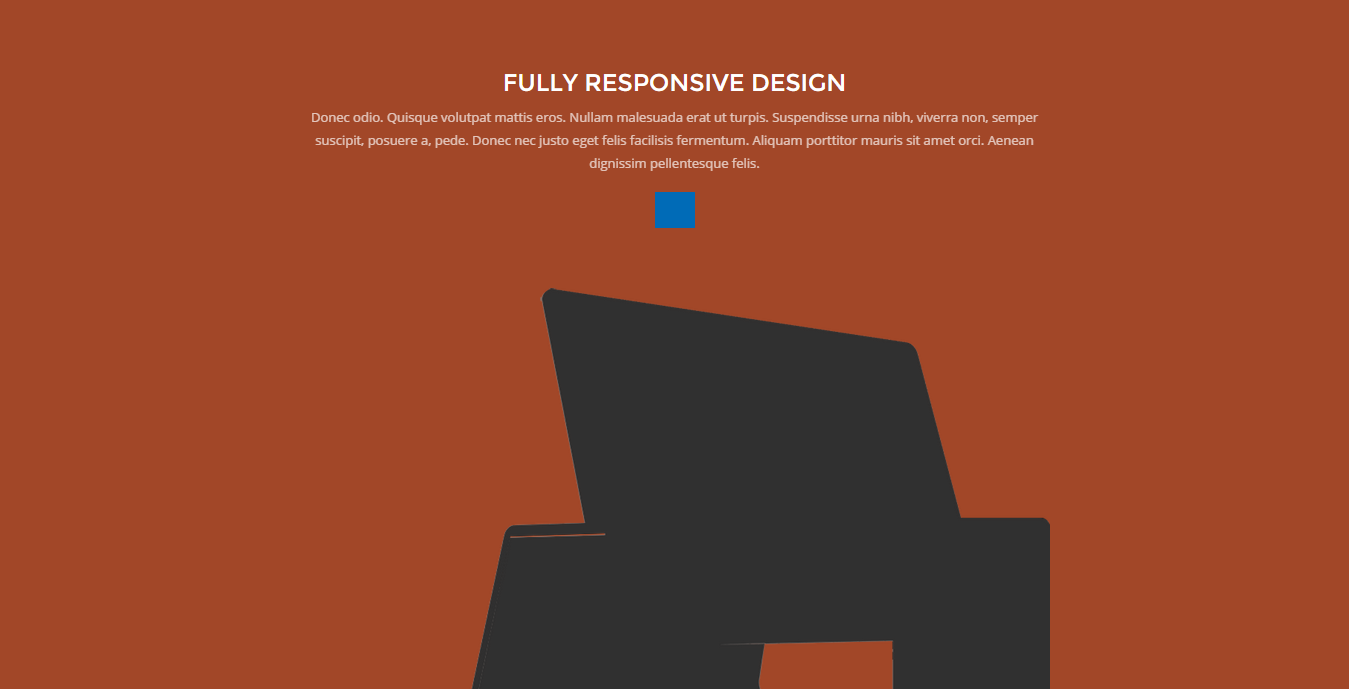 FULLY RESPONSIVE DESIGN
Donec odio. Quisque volutpat mattis eros. Nullam malesuada erat ut turpis. Suspendisse urna nibh, viverra non, semper
suscipit, posuere a, pede. Donec nec justo eget felis facilisis fermentum. Aliquam porttitor mauris sit amet orci. Aenean
dignissim pellentesque felis.